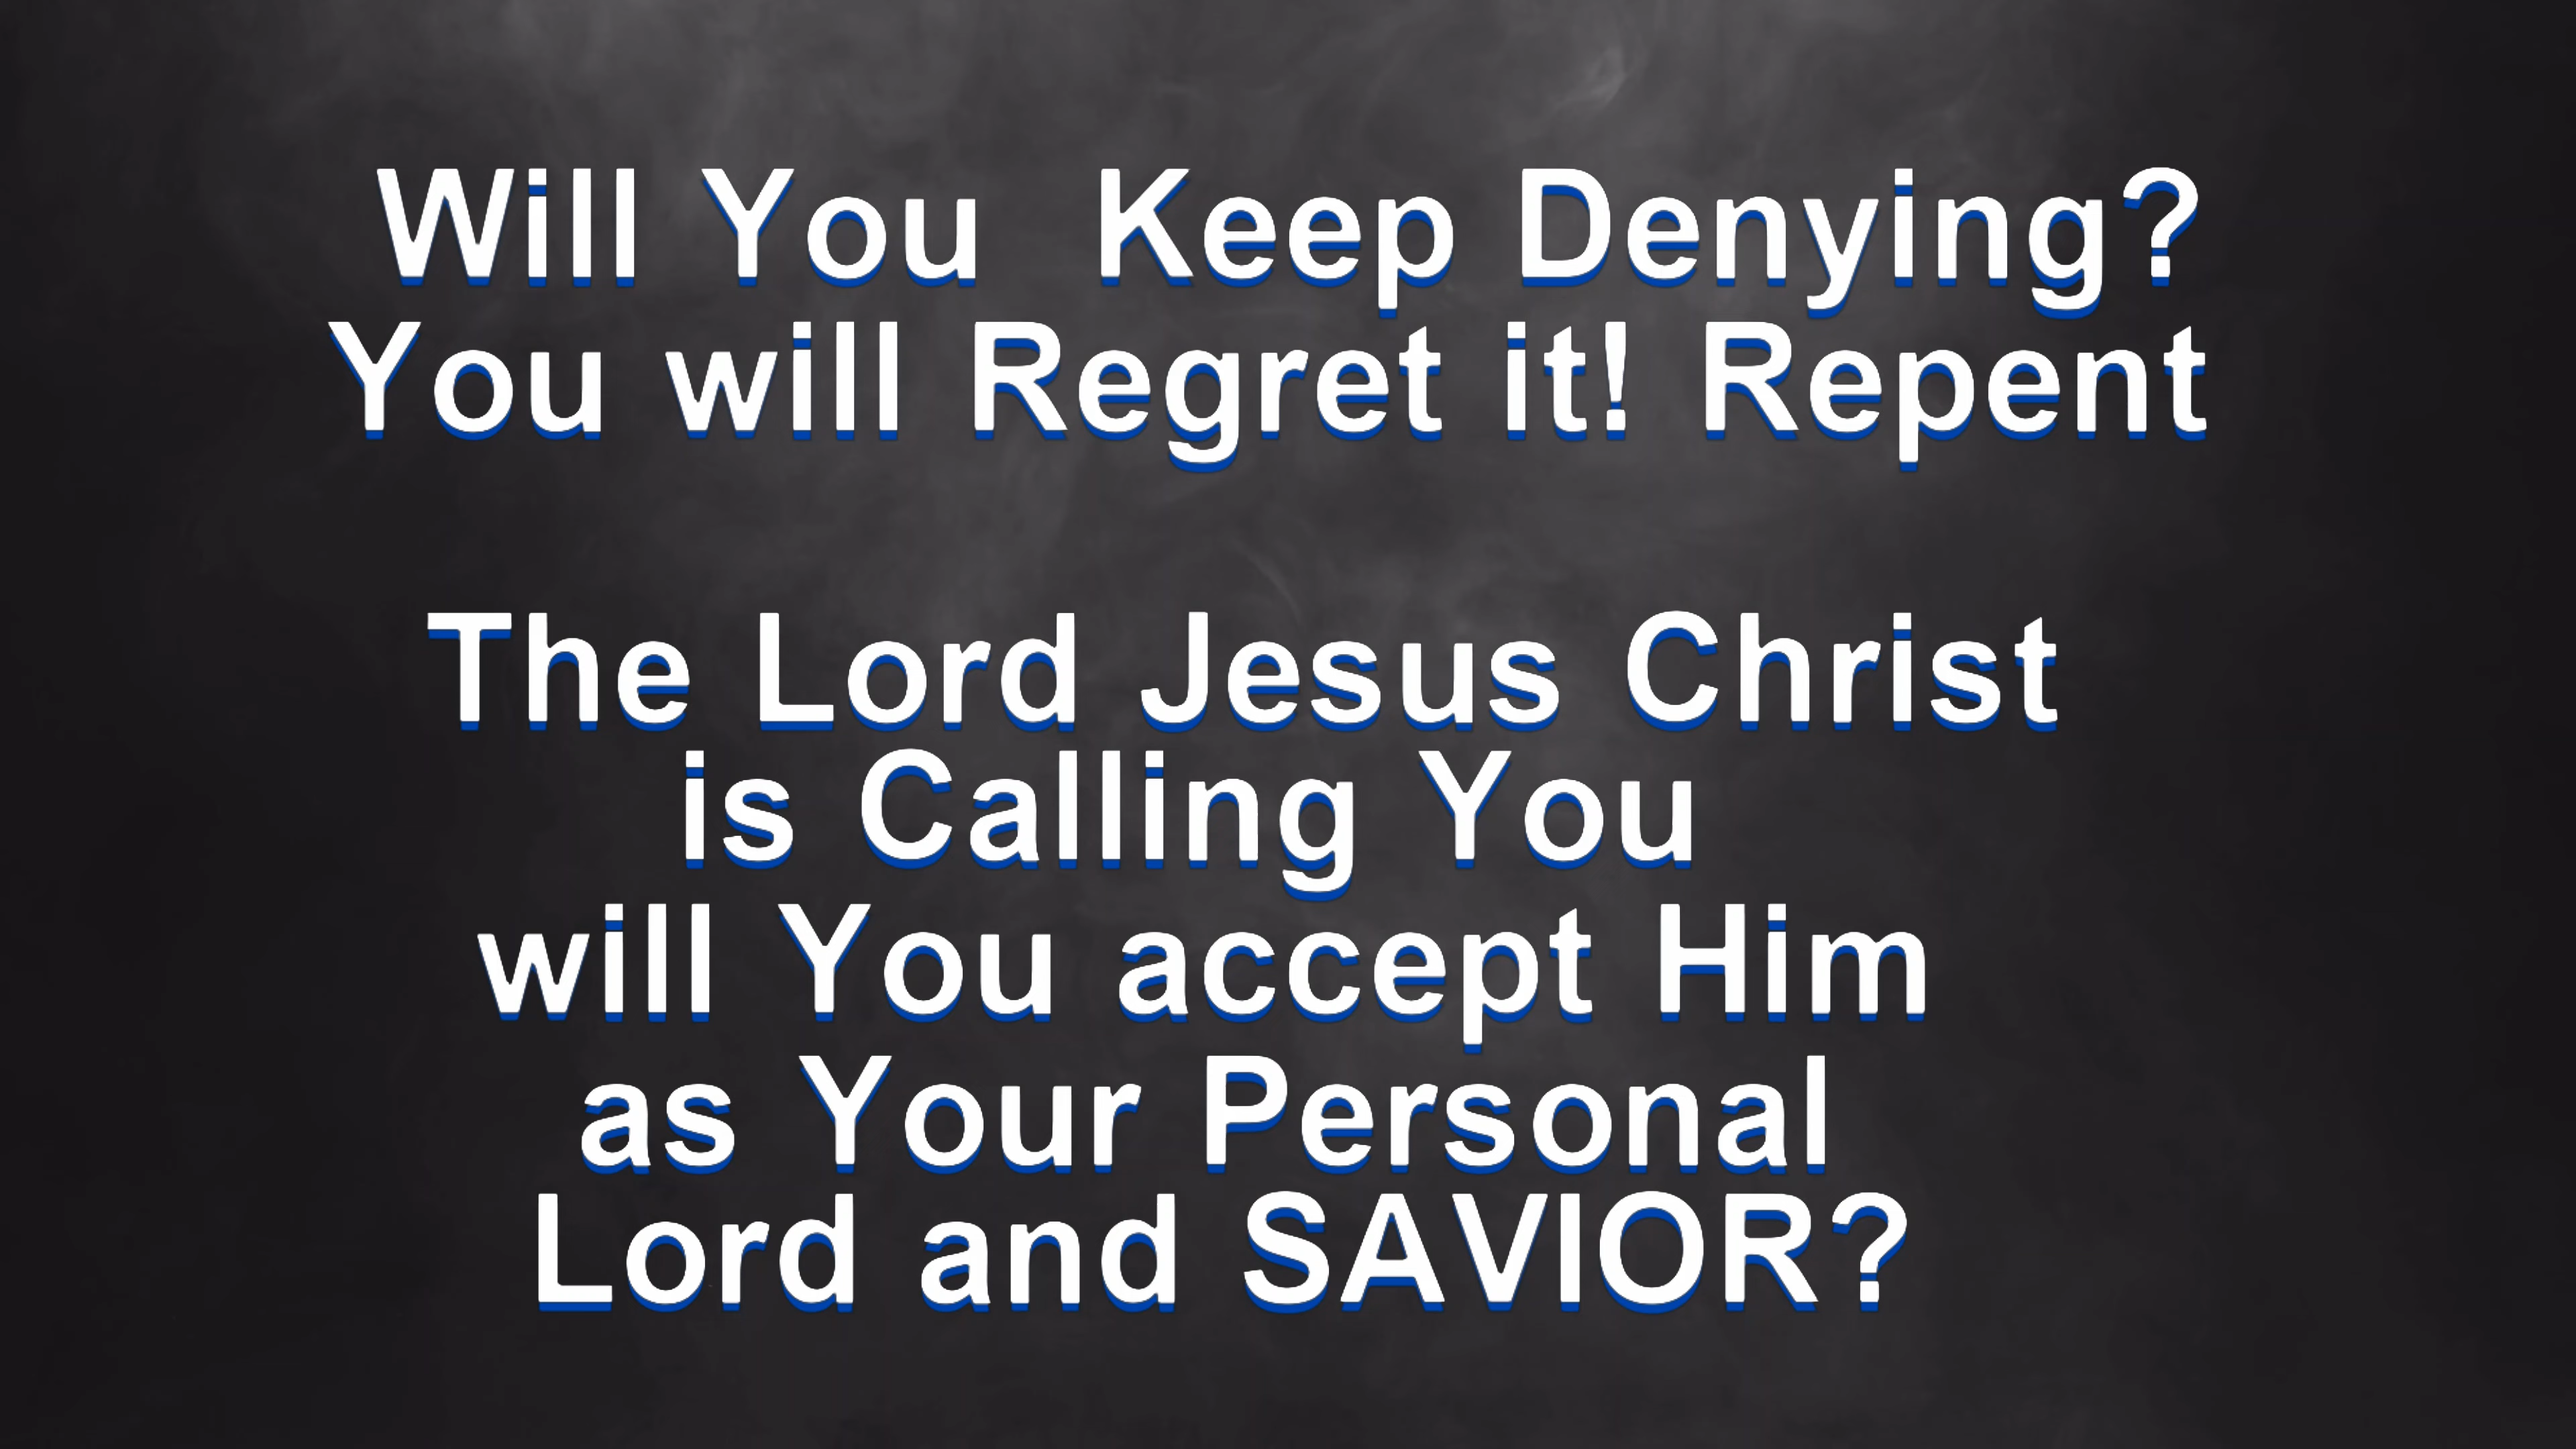 Will You  Keep Denying?
You will Regret it! Repent
The Lord Jesus Christ
is Calling You
will You accept Him
as Your Personal
Lord and SAVIOR?